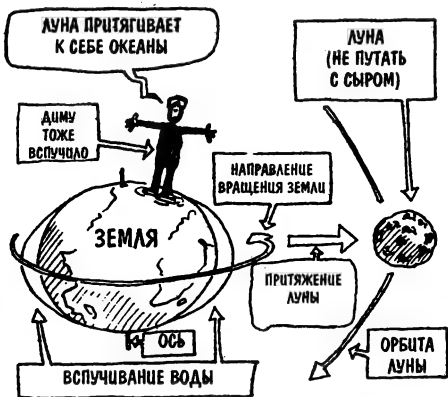 ЛУНА ПРИТЯГИВАЕТ
К СЕБЕ ОКЕАНЫ
ЛУНА
(НЕ ПУТАТЬ
С СЫРОМ)
ДИМУ
ТОЖЕ
ВСПУЧИЛО
НАПРАВЛЕНИЕ
ВРАЩЕНИЯ ЗЕМЛИ
ЗЕМЛЯ
ПРИТЯЖЕНИЕ
ЛУНЫ
ОСЬ
ОРБИТА
ЛУНЫ
ВСПУЧИВАНИЕ ВОДЫ